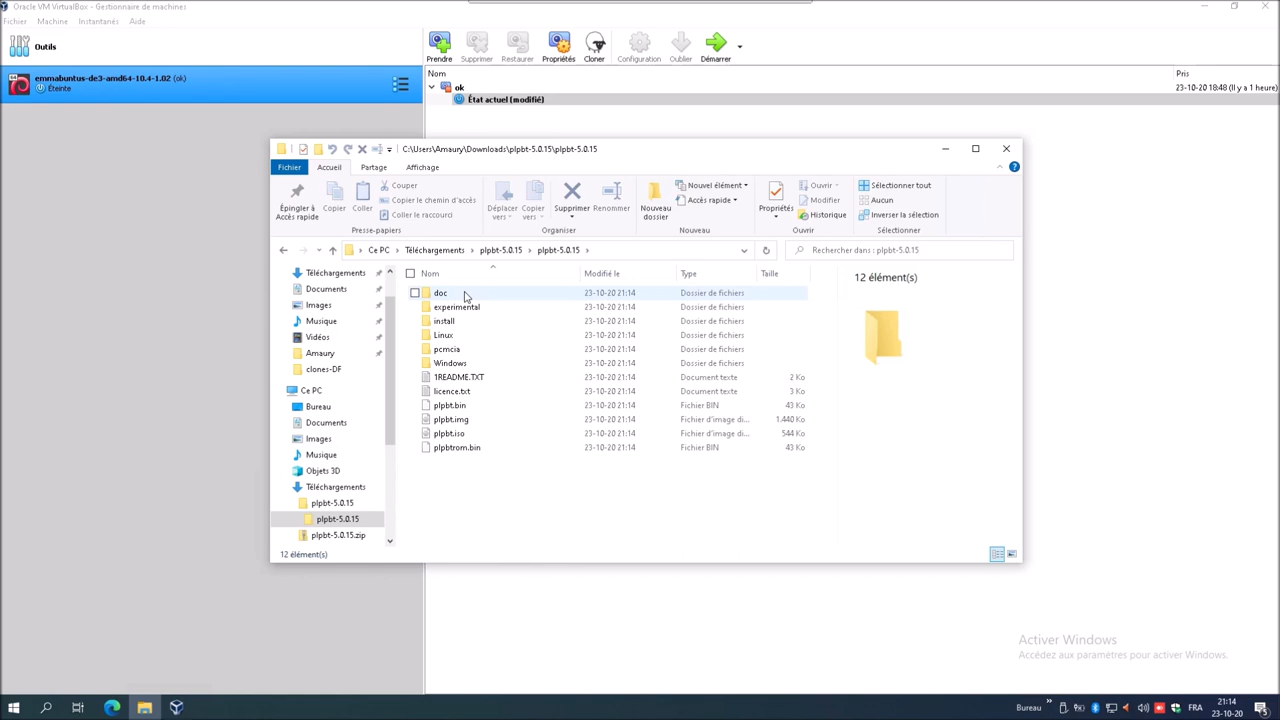 Oracle VM VirtualBox - Gestionnaire de machines
Fichier Machine Instantanés Aide
Outils
Prendre Supprimer Restaurer Propriétés Cloner Configuration Oublier Démarrer
emmabuntus-de3-amd64-10.4-1.02 (ok)
Éteinte
Nom Pris
ok 23-10-20 18:48 (Il y a 1 heure)
État actuel (modifié)
C:\Users\Amaury\Downloads\plpbt-5.0.15\plpbt-5.0.15
Fichier Accueil Partage Affichage
Épingler à Accès rapide
Copier
Coller
Couper
Copier le chemin d'accès
Coller le raccourci
Presse-papiers
Déplacer vers
Copier vers
Supprimer
Renommer
Organiser
Nouveau dossier
Nouvel élément
Accès rapide
Nouveau
Propriétés
Ouvrir
Modifier
Historique
Ouvrir
Sélectionner tout
Aucun
Inverser la sélection
Sélectionner
Ce PC > Téléchargements > plpbt-5.0.15 > plpbt-5.0.15 >
Rechercher dans : plpbt-5.0.15
Téléchargements
Documents
Images
Musique
Vidéos
Amaury
clones-DF
Ce PC
Bureau
Documents
Images
Musique
Objets 3D
Téléchargements
plpbt-5.0.15
plpbt-5.0.15
plpbt-5.0.15.zip
Nom Modifié le Type Taille
doc 23-10-20 21:14 Dossier de fichiers
experimental 23-10-20 21:14 Dossier de fichiers
install 23-10-20 21:14 Dossier de fichiers
Linux 23-10-20 21:14 Dossier de fichiers
pcmcia 23-10-20 21:14 Dossier de fichiers
Windows 23-10-20 21:14 Dossier de fichiers
1README.TXT 23-10-20 21:14 Document texte 2 Ko
licence.txt 23-10-20 21:14 Document texte 3 Ko
plpbt.bin 23-10-20 21:14 Fichier BIN 43 Ko
plpbt.img 23-10-20 21:14 Fichier d'image di... 1.440 Ko
plpbt.iso 23-10-20 21:14 Fichier d'image di... 544 Ko
plpbtrom.bin 23-10-20 21:14 Fichier BIN 43 Ko
12 élément(s)
12 élément(s)
Activer Windows
Accédez aux paramètres pour activer Windows.
Bureau » FRA 21:14
23-10-20
5